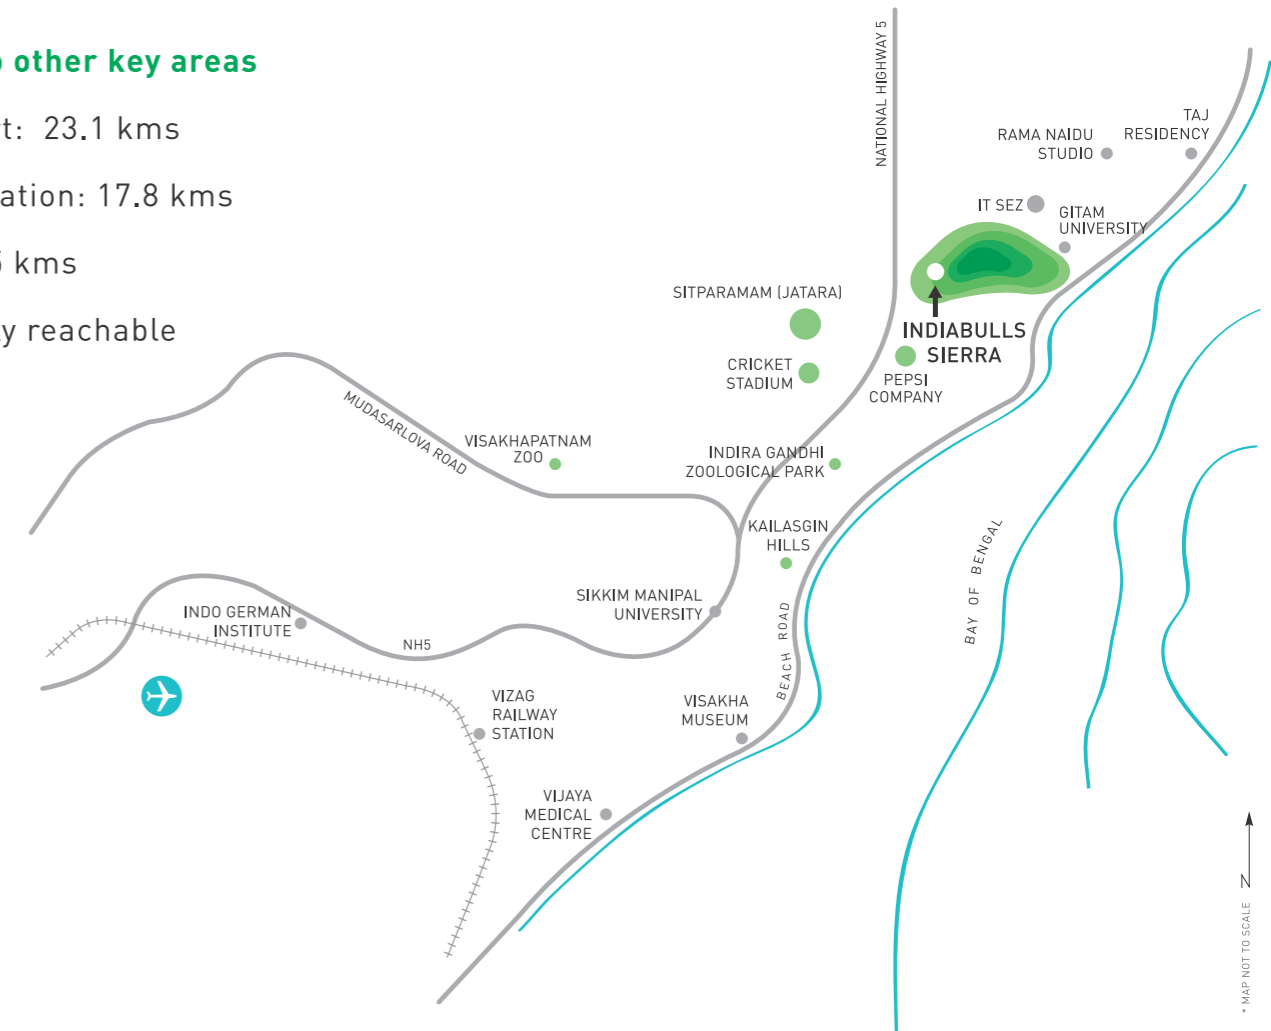 o other key areas
t: 23.1 kms
ation: 17.8 kms
kms
y reachable
NATIONAL HIGHWAY 5
TAJ
RESIDENCY
RAMA NAIDU
STUDIO
IT SEZ
GITAM
UNIVERSITY
SITPARAMAM (JATARA)
INDIABULLS
SIERRA
CRICKET
STADIUM
PEPSI
COMPANY
MUDASARLOVA ROAD
VISAKHAPATNAM
ZOO
INDIRA GANDHI
ZOOLOGICAL PARK
KAILASGIN
HILLS
BAY OF BENGAL
SIKKIM MANIPAL
UNIVERSITY
INDO GERMAN
INSTITUTE
NH5
BEACH ROAD
VIZAG
RAILWAY
STATION
VISAKHA
MUSEUM
VIJAYA
MEDICAL
CENTRE
N
* MAP NOT TO SCALE